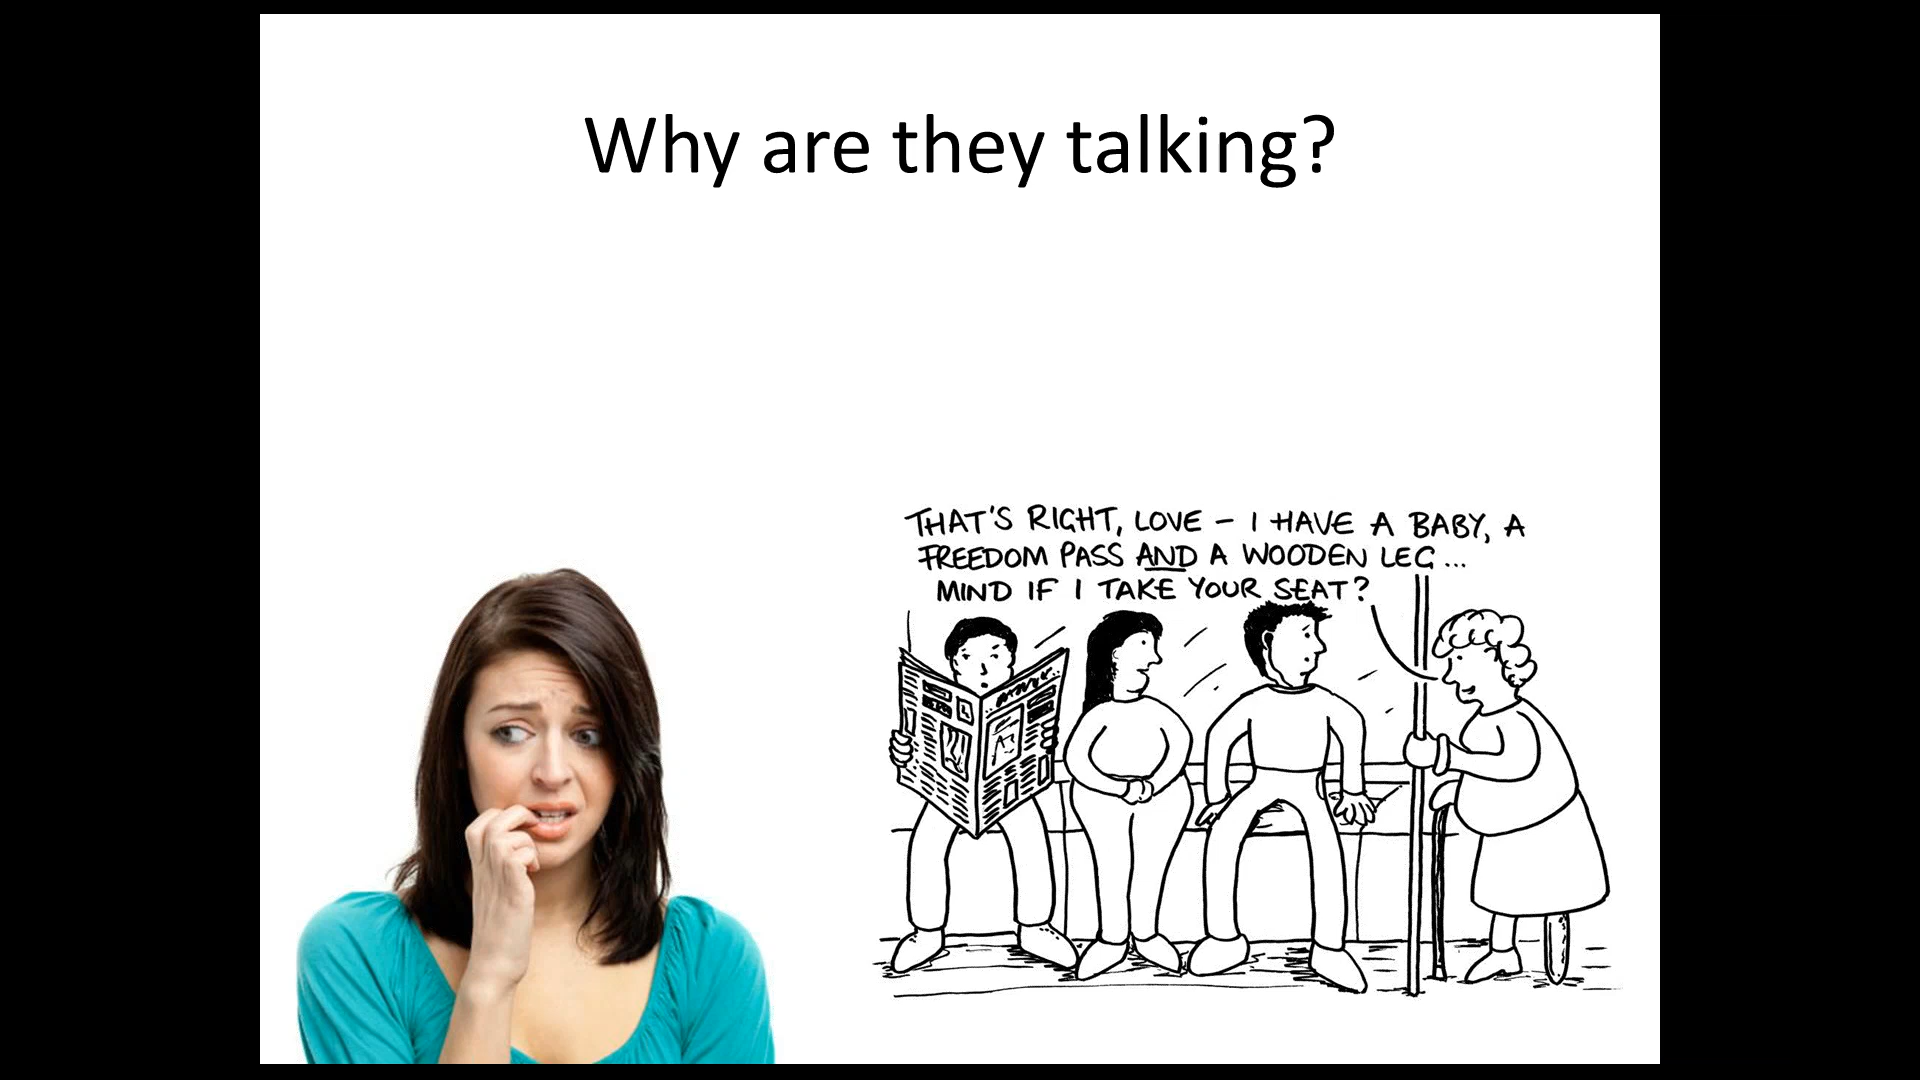 Why are they talking?
THAT'S RIGHT, LOVE – I HAVE A BABY, A
FREEDOM PASS AND A WOODEN LEG...
MIND IF I TAKE YOUR SEAT?